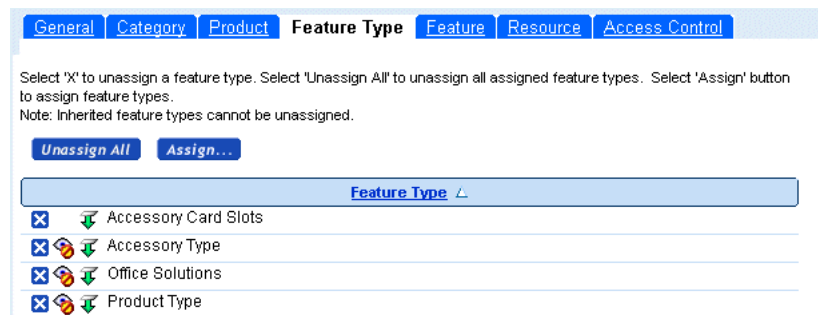 General Category Product Feature Type Feature Resource Access Control
Select 'X' to unassign a feature type. Select 'Unassign All' to unassign all assigned feature types. Select 'Assign' button
to assign feature types.
Note: Inherited feature types cannot be unassigned.
Unassign All Assign...
Feature Type
Accessory Card Slots
Accessory Type
Office Solutions
Product Type